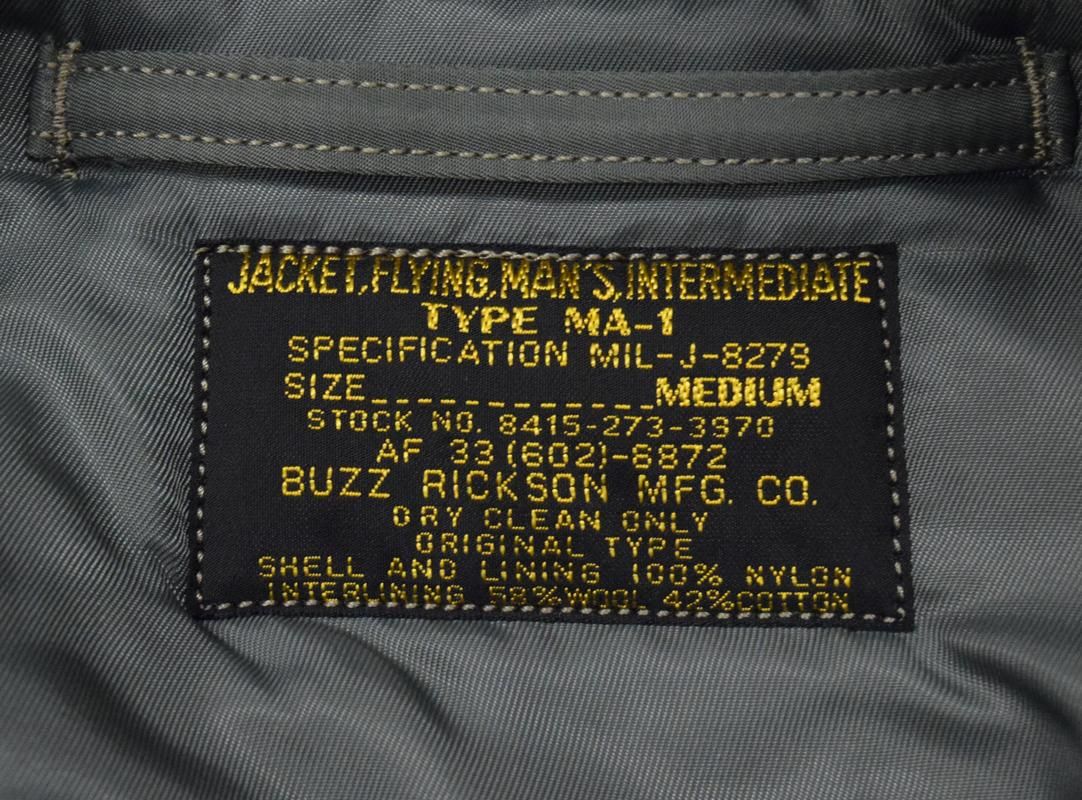 JACKET,FLYING,MAN'S,INTERMEDIATE
TYPE MA-1
SPECIFICATION MIL-J-8279
SIZE_____________MEDIUM
STOCK NO. 8415-273-3970
AF 33(602)-6872
BUZZ RICKSON MFG. CO.
DRY CLEAN ONLY
ORIGINAL TYPE
SHELL AND LINING 100% NYLON
INTERLINING 58%WOOL 42%COTTON